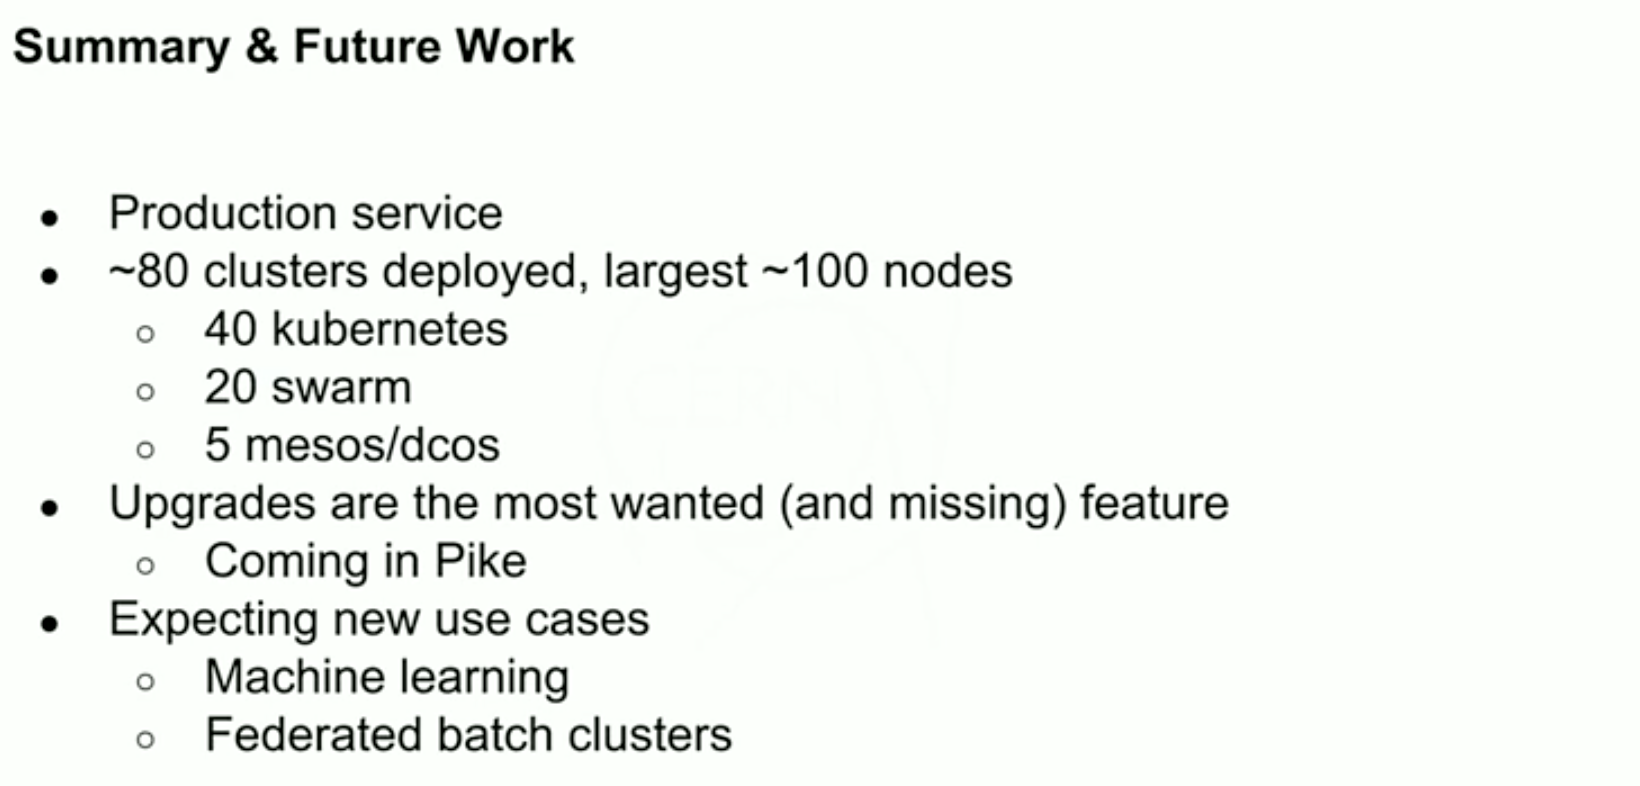 Summary & Future Work
● Production service
● ~80 clusters deployed, largest ~100 nodes
○ 40 kubernetes
○ 20 swarm
○ 5 mesos/dcos
● Upgrades are the most wanted (and missing) feature
○ Coming in Pike
● Expecting new use cases
○ Machine learning
○ Federated batch clusters
CERN